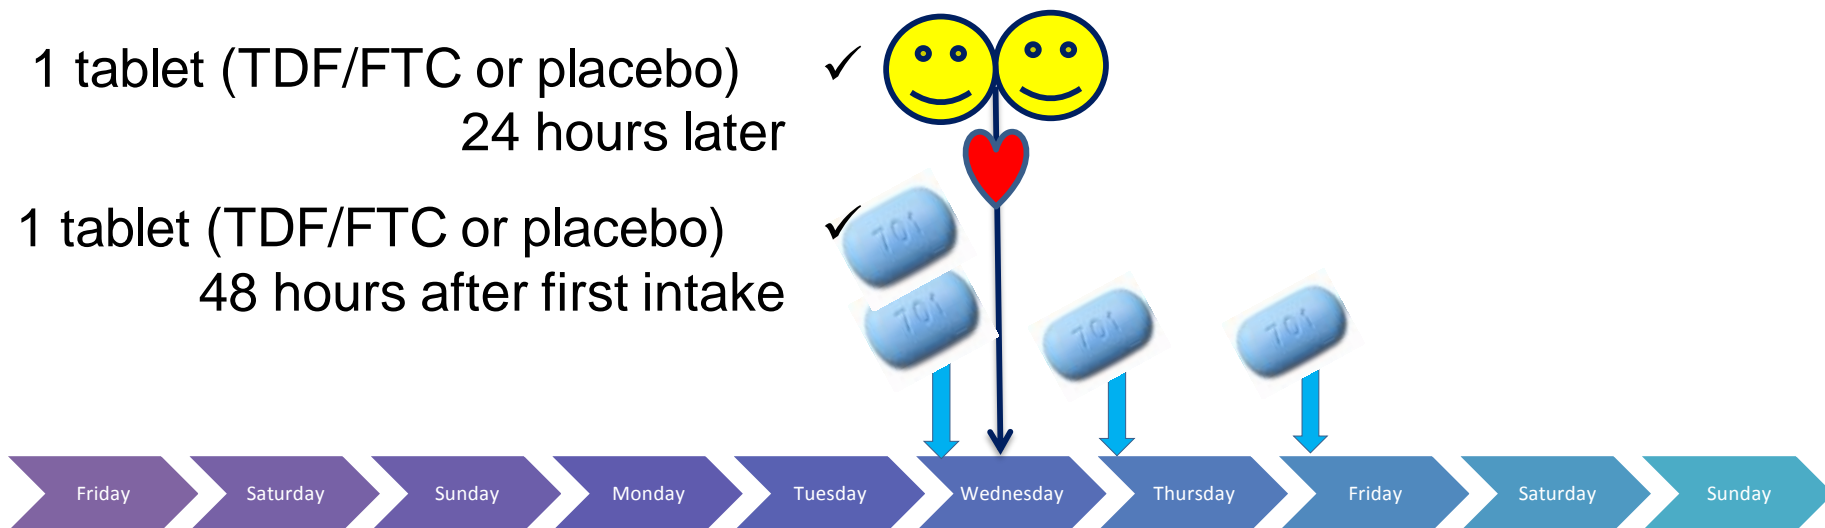 1 tablet (TDF/FTC or placebo) ✓
24 hours later
1 tablet (TDF/FTC or placebo) ✓
48 hours after first intake
701
701
701
701
Friday Saturday Sunday Monday Tuesday Wednesday Thursday Friday Saturday Sunday